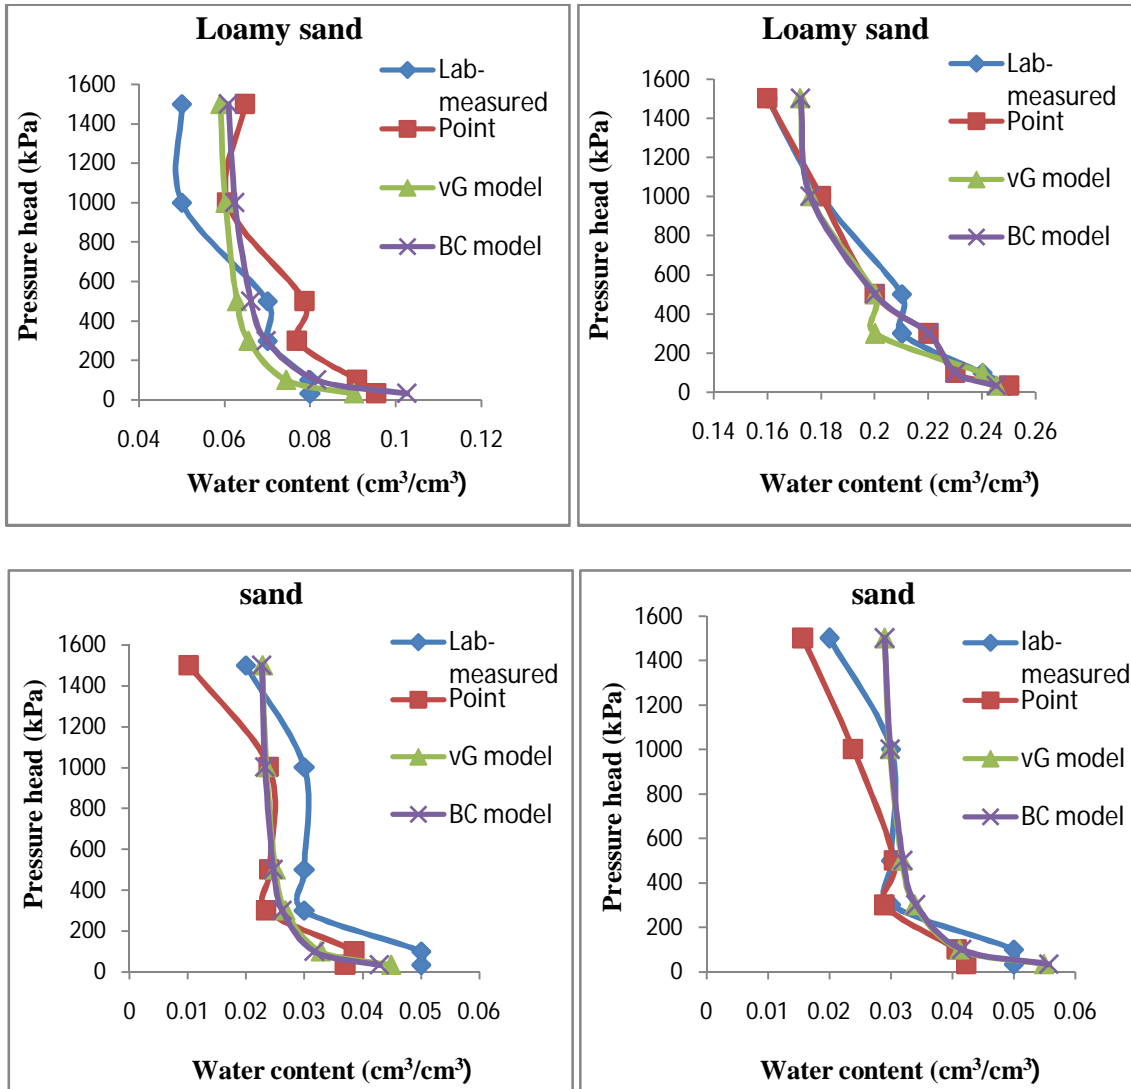 Loamy sand
Lab-
measured
Point
vG model
BC model
1600
1400
1200
1000
800
600
400
200
0
Pressure head (kPa)
0.04 0.06 0.08 0.1 0.12
Water content (cm³/cm³)
Loamy sand
Lab-
measured
Point
vG model
BC model
1600
1400
1200
1000
800
600
400
200
0
Pressure head (kPa)
0.14 0.16 0.18 0.2 0.22 0.24 0.26
Water content (cm³/cm³)
sand
Lab-
measured
Point
vG model
BC model
1600
1400
1200
1000
800
600
400
200
0
Pressure head (kPa)
0 0.01 0.02 0.03 0.04 0.05 0.06
Water content (cm³/cm³)
sand
lab-
measured
Point
vG model
BC model
1600
1400
1200
1000
800
600
400
200
0
Pressure head (kPa)
0 0.01 0.02 0.03 0.04 0.05 0.06
Water content (cm³/cm³)